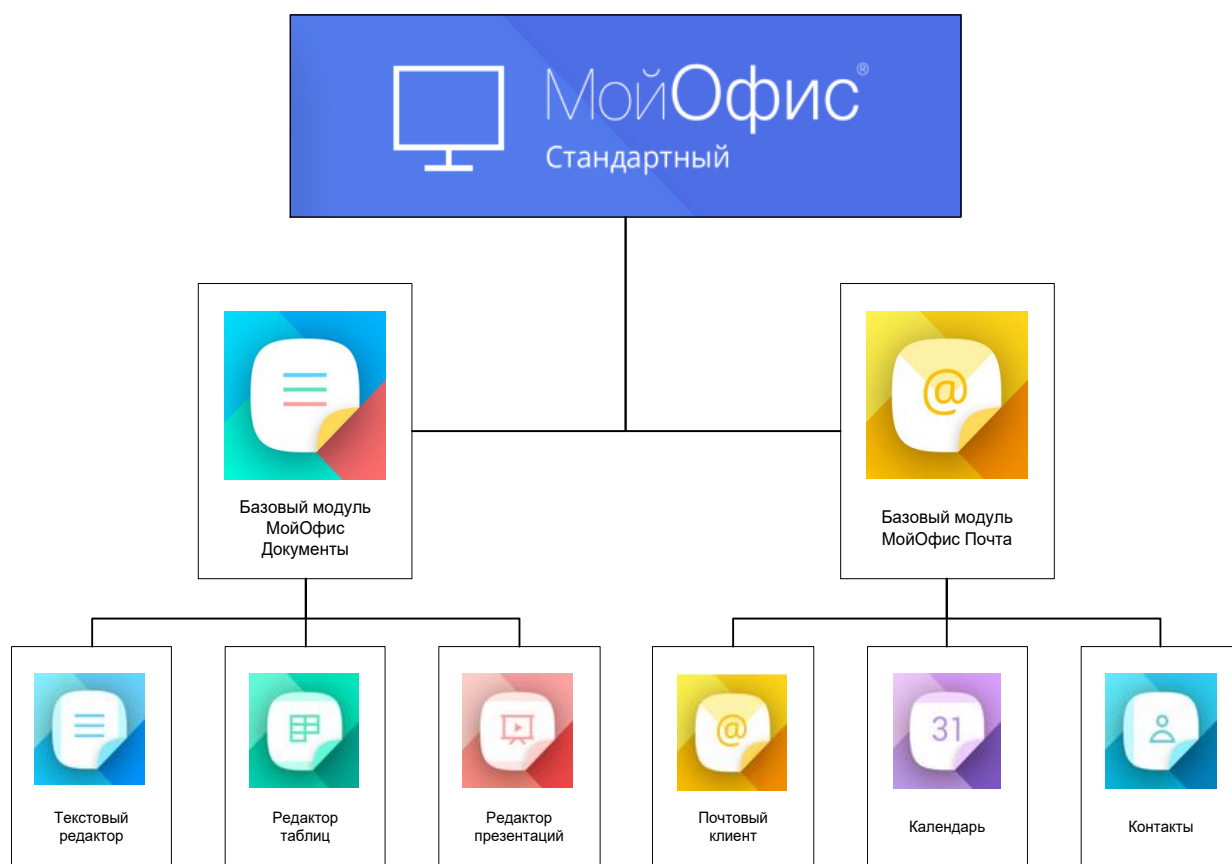 МойОфис®
Стандартный
Базовый модуль
МойОфис
Документы
Базовый модуль
МойОфис Почта
Текстовый
редактор
Редактор
таблиц
Редактор
презентаций
Почтовый
клиент
31
Календарь
Контакты